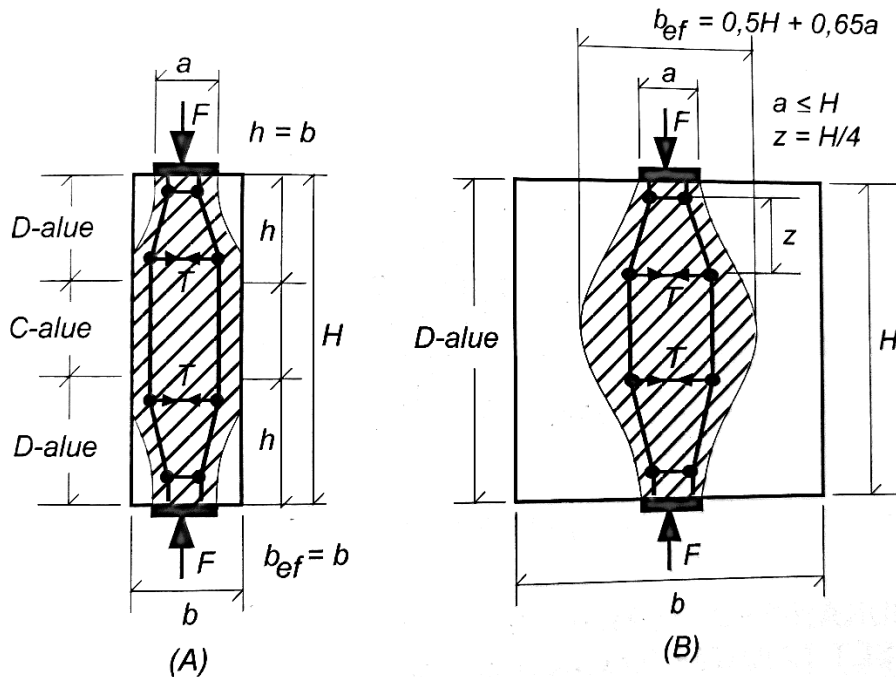 a
F
h = b
D-alue
h
T
C-alue
H
T
D-alue
h
F
b_ef = b
b
(A)
b_ef = 0,5H + 0,65a
a
a ≤ H
F
z = H/4
z
T
D-alue
H
T
F
b
(B)